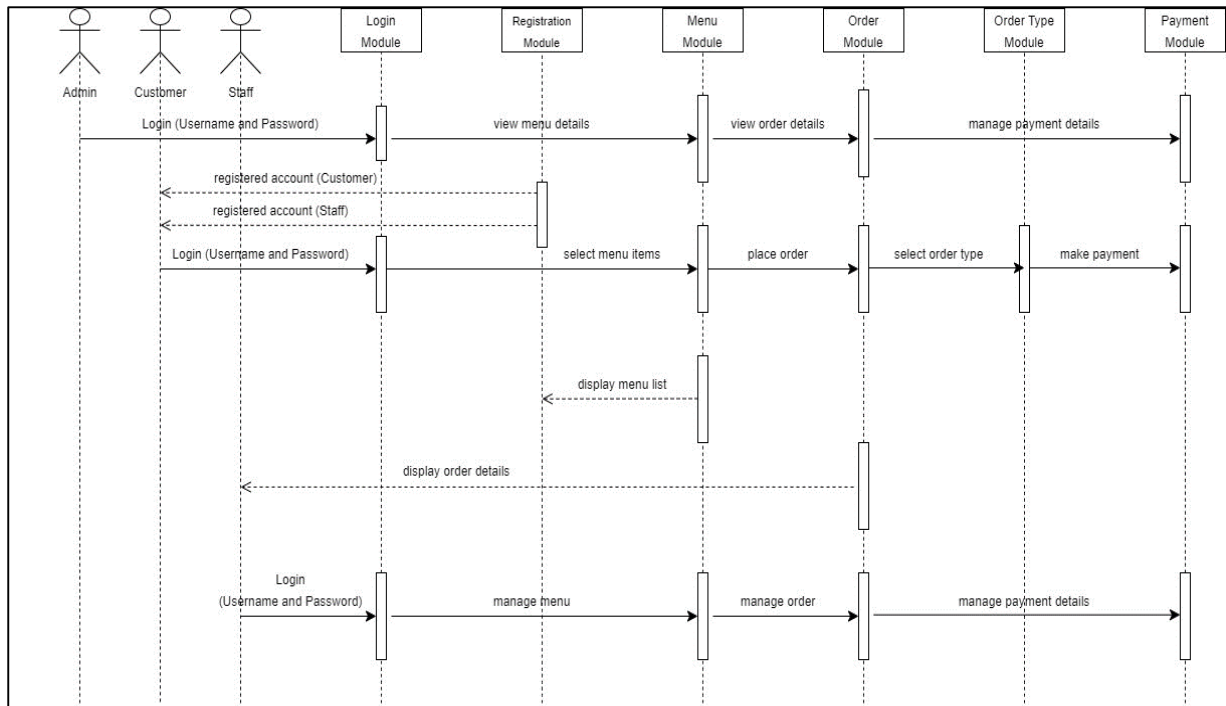 Login
Module
Registration
Module
Menu
Module
Order
Module
Order Type
Module
Payment
Module
Admin
Customer
Staff
Login (Username and Password)
view menu details
view order details
manage payment details
registered account (Customer)
registered account (Staff)
Login (Username and Password)
select menu items
place order
select order type
make payment
display menu list
display order details
Login
(Username and Password)
manage menu
manage order
manage payment details